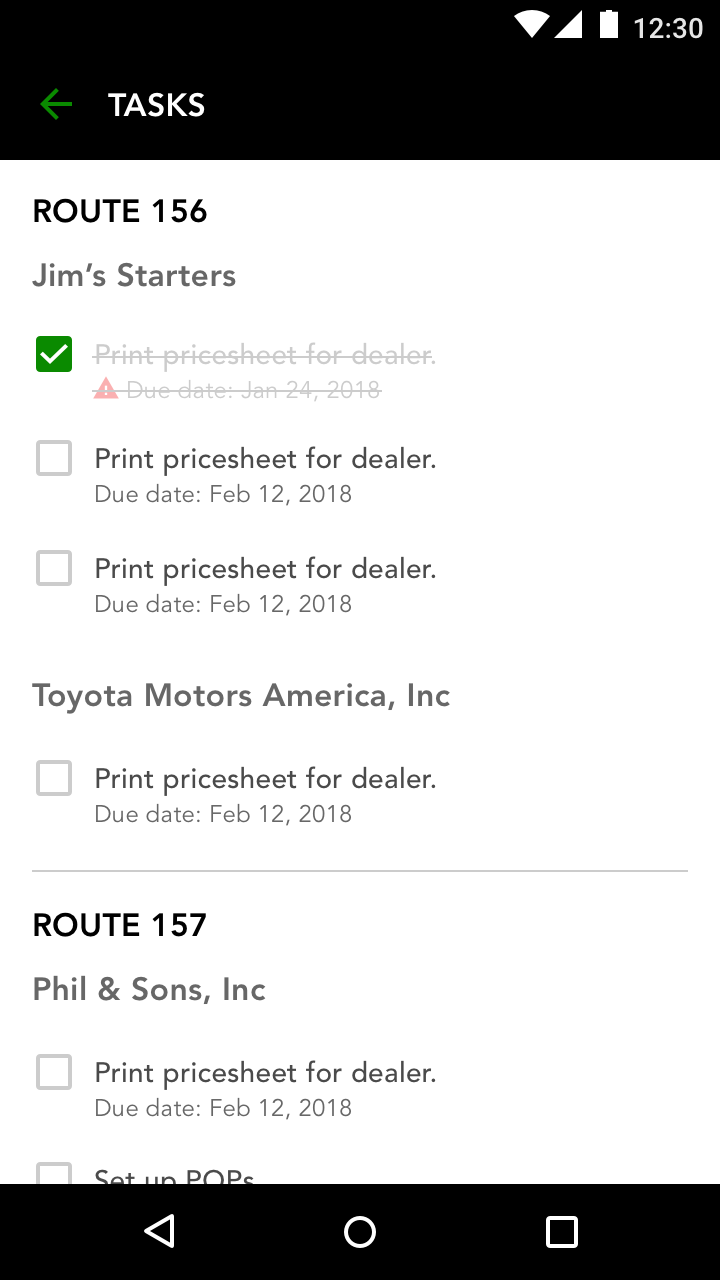 12:30
TASKS
ROUTE 156
Jim’s Starters
Print pricesheet for dealer.
Due date: Jan 24, 2018
Print pricesheet for dealer.
Due date: Feb 12, 2018
Print pricesheet for dealer.
Due date: Feb 12, 2018
Toyota Motors America, Inc
Print pricesheet for dealer.
Due date: Feb 12, 2018
ROUTE 157
Phil & Sons, Inc
Print pricesheet for dealer.
Due date: Feb 12, 2018
Set up POPs